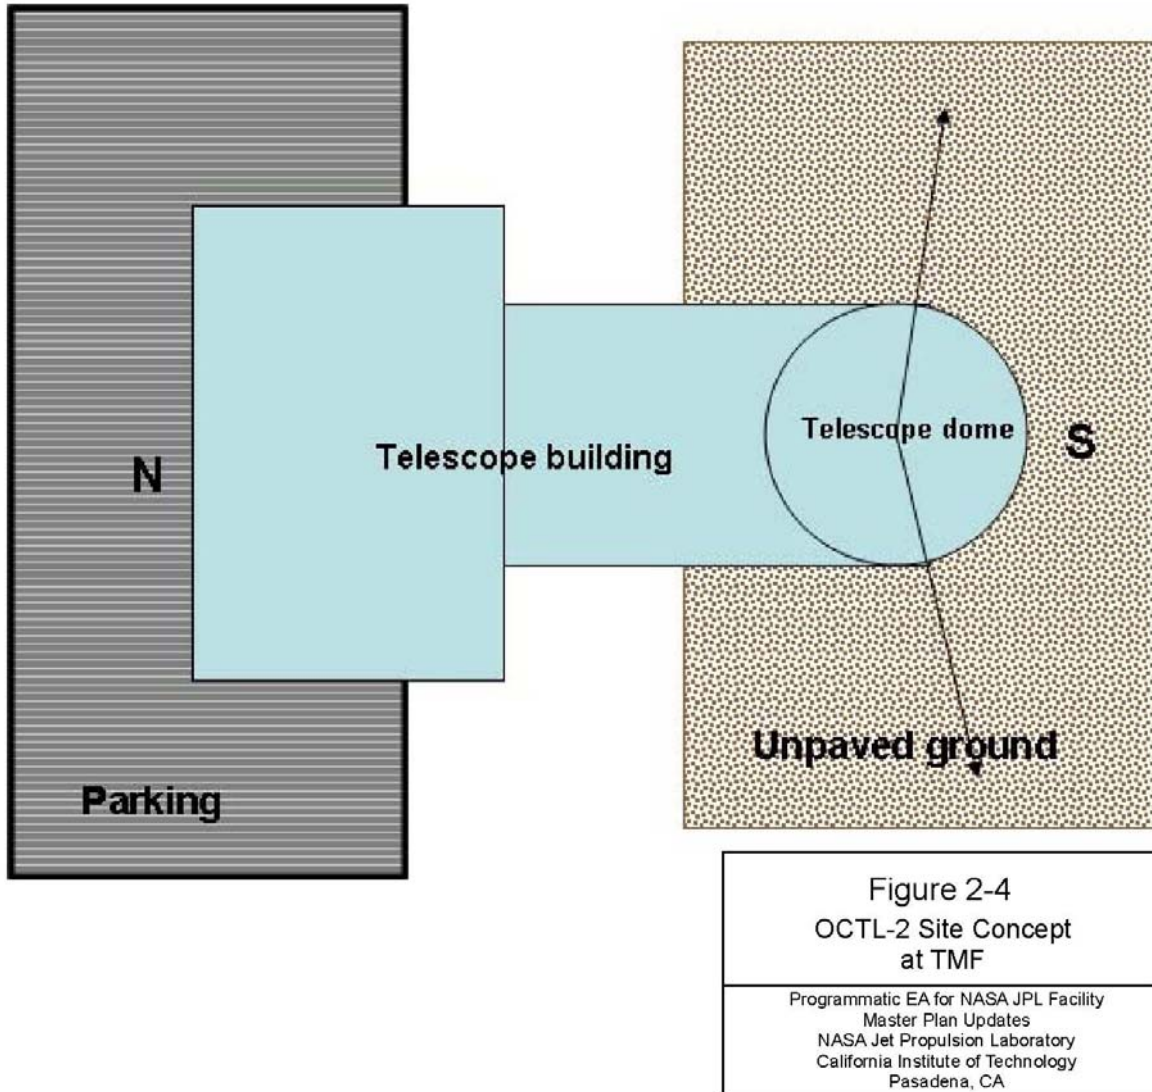 N
Telescope building
Telescope dome
S
Unpaved ground
Parking
Figure 2-4
OCTL-2 Site Concept
at TMF
Programmatic EA for NASA JPL Facility
Master Plan Updates
NASA Jet Propulsion Laboratory
California Institute of Technology
Pasadena, CA